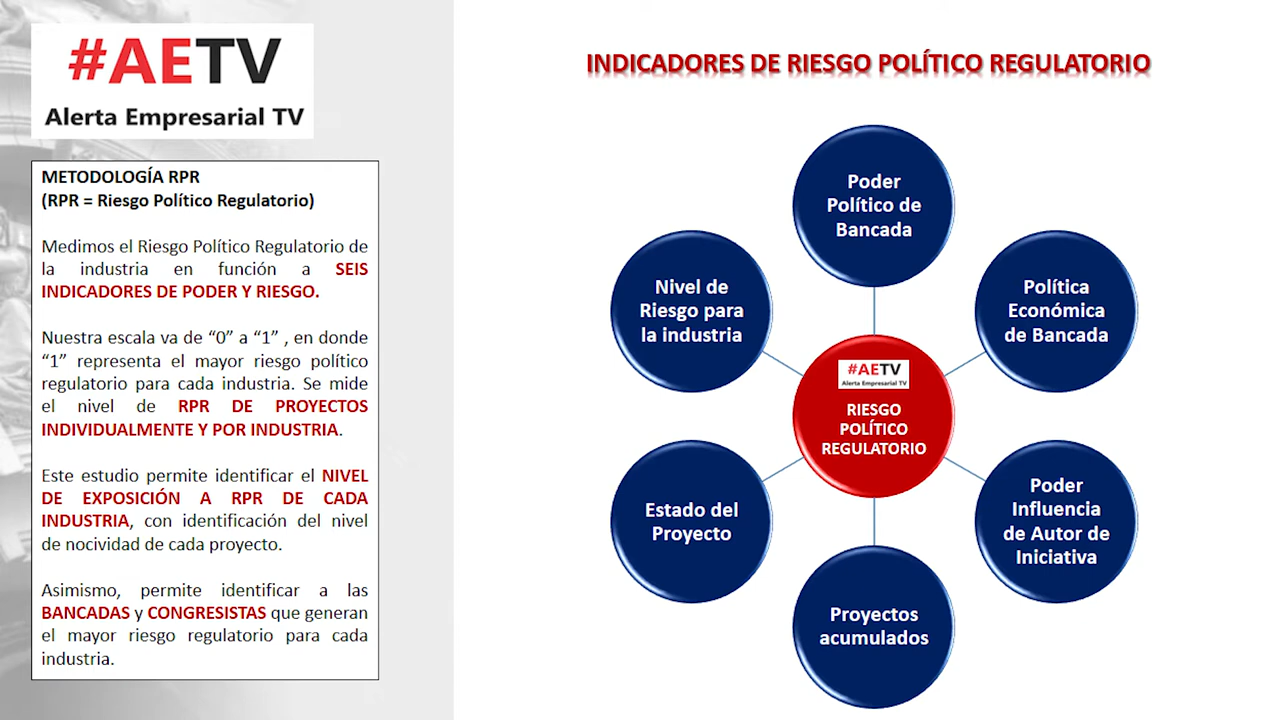 #AETV
Alerta Empresarial TV
METODOLOGÍA RPR
(RPR = Riesgo Político Regulatorio)
Medimos el Riesgo Político Regulatorio de
la industria en función a SEIS
INDICADORES DE PODER Y RIESGO.
Nuestra escala va de “0” a “1” , en donde
“1” representa el mayor riesgo político
regulatorio para cada industria. Se mide
el nivel de RPR DE PROYECTOS
INDIVIDUALMENTE Y POR INDUSTRIA.
Este estudio permite identificar el NIVEL
DE EXPOSICIÓN A RPR DE CADA
INDUSTRIA, con identificación del nivel
de nocividad de cada proyecto.
Asimismo, permite identificar a las
BANCADAS y CONGRESISTAS que generan
el mayor riesgo regulatorio para cada
industria.
INDICADORES DE RIESGO POLÍTICO REGULATORIO
Poder
Político de
Bancada
Política
Económica
de Bancada
Poder
Influencia
de Autor de
Iniciativa
Proyectos
acumulados
Estado del
Proyecto
Nivel de
Riesgo para
la industria
#AETV
Alerta Empresarial TV
RIESGO
POLÍTICO
REGULATORIO